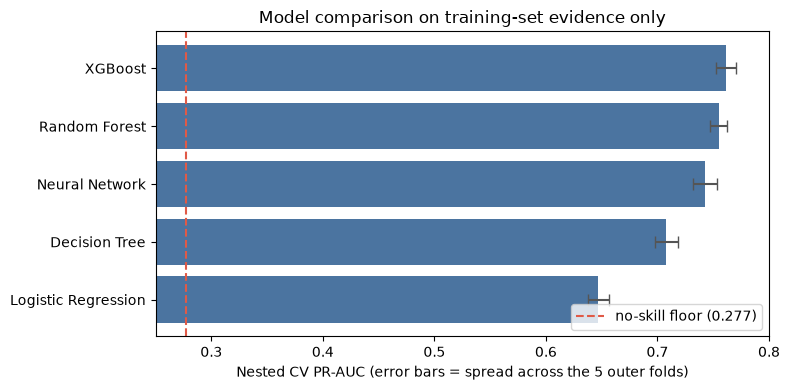 Model comparison on training-set evidence only
XGBoost
Random Forest
Neural Network
Decision Tree
Logistic Regression
no-skill floor (0.277)
0.3 0.4 0.5 0.6 0.7 0.8
Nested CV PR-AUC (error bars = spread across the 5 outer folds)